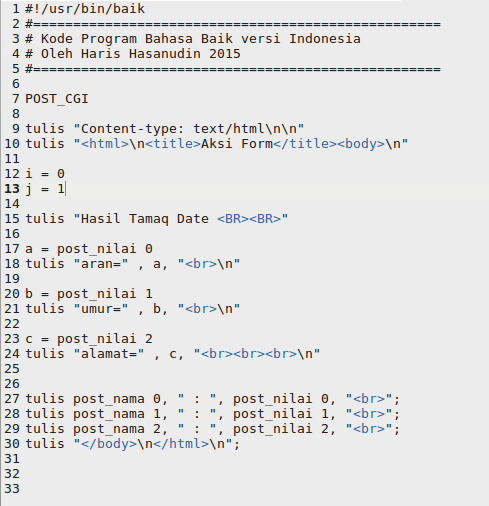 1 #!/usr/bin/baik
2 #===================================================
3 # Kode Program Bahasa Baik versi Indonesia
4 # Oleh Haris Hasanudin 2015
5 #===================================================
6
7 POST_CGI
8
9 tulis "Content-type: text/html\n\n"
10 tulis "<html>\n<title>Aksi Form</title><body>\n"
11
12 i = 0
13 j = 1
14
15 tulis "Hasil Tamaq Date <BR><BR>"
16
17 a = post_nilai 0
18 tulis "aran=" , a, "<br>\n"
19
20 b = post_nilai 1
21 tulis "umur=" , b, "<br>\n"
22
23 c = post_nilai 2
24 tulis "alamat=" , c, "<br><br><br>\n"
25
26
27 tulis post_nama 0, " : ", post_nilai 0, "<br>";
28 tulis post_nama 1, " : ", post_nilai 1, "<br>";
29 tulis post_nama 2, " : ", post_nilai 2, "<br>";
30 tulis "</body>\n</html>\n";
31
32
33